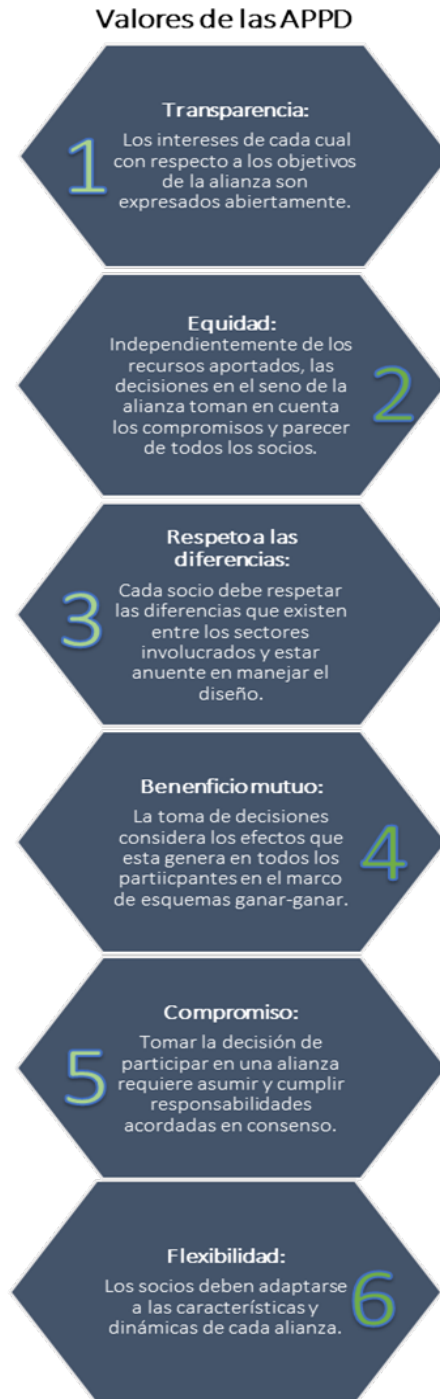 Valores de las APPD
Transparencia:
1
Los intereses de cada cual
con respecto a los objetivos
de la alianza son
expresados abiertamente.
Equidad:
Independientemente de los
recursos aportados, las
decisiones en el seno de la
alianza toman en cuenta
los compromisos y parecer
de todos los socios.
2
Respeto a las
diferencias:
3
Cada socio debe respetar
las diferencias que existen
entre los sectores
involucrados y estar
anuente en manejar el
diseño.
Benenficio mutuo:
La toma de decisiones
considera los efectos que
esta genera en todos los
partiicpantes en el marco
de esquemas ganar-ganar.
4
Compromiso:
5
Tomar la decisión de
participar en una alianza
requiere asumir y cumplir
responsabilidades
acordadas en consenso.
Flexibilidad:
Los socios deben adaptarse
a las características y
dinámicas de cada alianza.
6